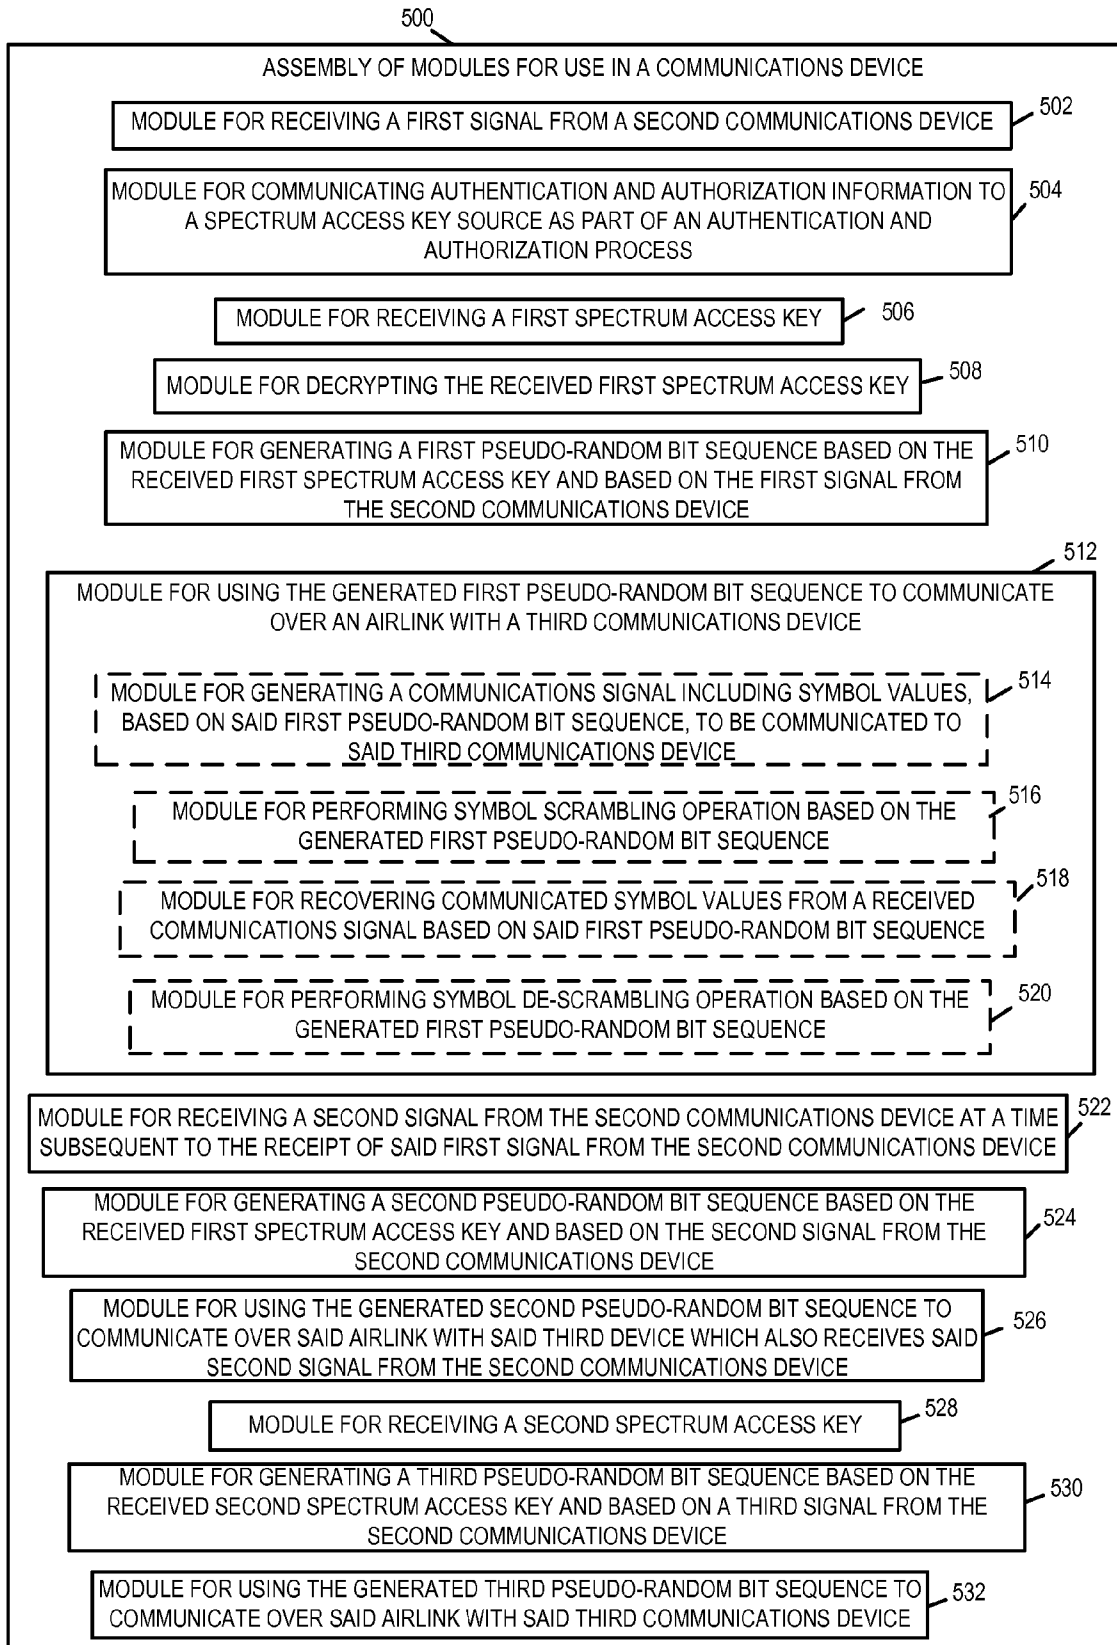 500
ASSEMBLY OF MODULES FOR USE IN A COMMUNICATIONS DEVICE
MODULE FOR RECEIVING A FIRST SIGNAL FROM A SECOND COMMUNICATIONS DEVICE
502
MODULE FOR COMMUNICATING AUTHENTICATION AND AUTHORIZATION INFORMATION TO
A SPECTRUM ACCESS KEY SOURCE AS PART OF AN AUTHENTICATION AND
AUTHORIZATION PROCESS
504
MODULE FOR RECEIVING A FIRST SPECTRUM ACCESS KEY
506
MODULE FOR DECRYPTING THE RECEIVED FIRST SPECTRUM ACCESS KEY
508
MODULE FOR GENERATING A FIRST PSEUDO-RANDOM BIT SEQUENCE BASED ON THE
RECEIVED FIRST SPECTRUM ACCESS KEY AND BASED ON THE FIRST SIGNAL FROM
THE SECOND COMMUNICATIONS DEVICE
510
512
MODULE FOR USING THE GENERATED FIRST PSEUDO-RANDOM BIT SEQUENCE TO COMMUNICATE
OVER AN AIRLINK WITH A THIRD COMMUNICATIONS DEVICE
MODULE FOR GENERATING A COMMUNICATIONS SIGNAL INCLUDING SYMBOL VALUES,
BASED ON SAID FIRST PSEUDO-RANDOM BIT SEQUENCE, TO BE COMMUNICATED TO
SAID THIRD COMMUNICATIONS DEVICE
514
MODULE FOR PERFORMING SYMBOL SCRAMBLING OPERATION BASED ON THE
GENERATED FIRST PSEUDO-RANDOM BIT SEQUENCE
516
MODULE FOR RECOVERING COMMUNICATED SYMBOL VALUES FROM A RECEIVED
COMMUNICATIONS SIGNAL BASED ON SAID FIRST PSEUDO-RANDOM BIT SEQUENCE
518
MODULE FOR PERFORMING SYMBOL DE-SCRAMBLING OPERATION BASED ON THE
GENERATED FIRST PSEUDO-RANDOM BIT SEQUENCE
520
MODULE FOR RECEIVING A SECOND SIGNAL FROM THE SECOND COMMUNICATIONS DEVICE AT A TIME
SUBSEQUENT TO THE RECEIPT OF SAID FIRST SIGNAL FROM THE SECOND COMMUNICATIONS DEVICE
522
MODULE FOR GENERATING A SECOND PSEUDO-RANDOM BIT SEQUENCE BASED ON THE
RECEIVED FIRST SPECTRUM ACCESS KEY AND BASED ON THE SECOND SIGNAL FROM THE
SECOND COMMUNICATIONS DEVICE
524
MODULE FOR USING THE GENERATED SECOND PSEUDO-RANDOM BIT SEQUENCE TO
COMMUNICATE OVER SAID AIRLINK WITH SAID THIRD DEVICE WHICH ALSO RECEIVES SAID
SECOND SIGNAL FROM THE SECOND COMMUNICATIONS DEVICE
526
MODULE FOR RECEIVING A SECOND SPECTRUM ACCESS KEY
528
MODULE FOR GENERATING A THIRD PSEUDO-RANDOM BIT SEQUENCE BASED ON THE
RECEIVED SECOND SPECTRUM ACCESS KEY AND BASED ON A THIRD SIGNAL FROM THE
SECOND COMMUNICATIONS DEVICE
530
MODULE FOR USING THE GENERATED THIRD PSEUDO-RANDOM BIT SEQUENCE TO
COMMUNICATE OVER SAID AIRLINK WITH SAID THIRD COMMUNICATIONS DEVICE
532